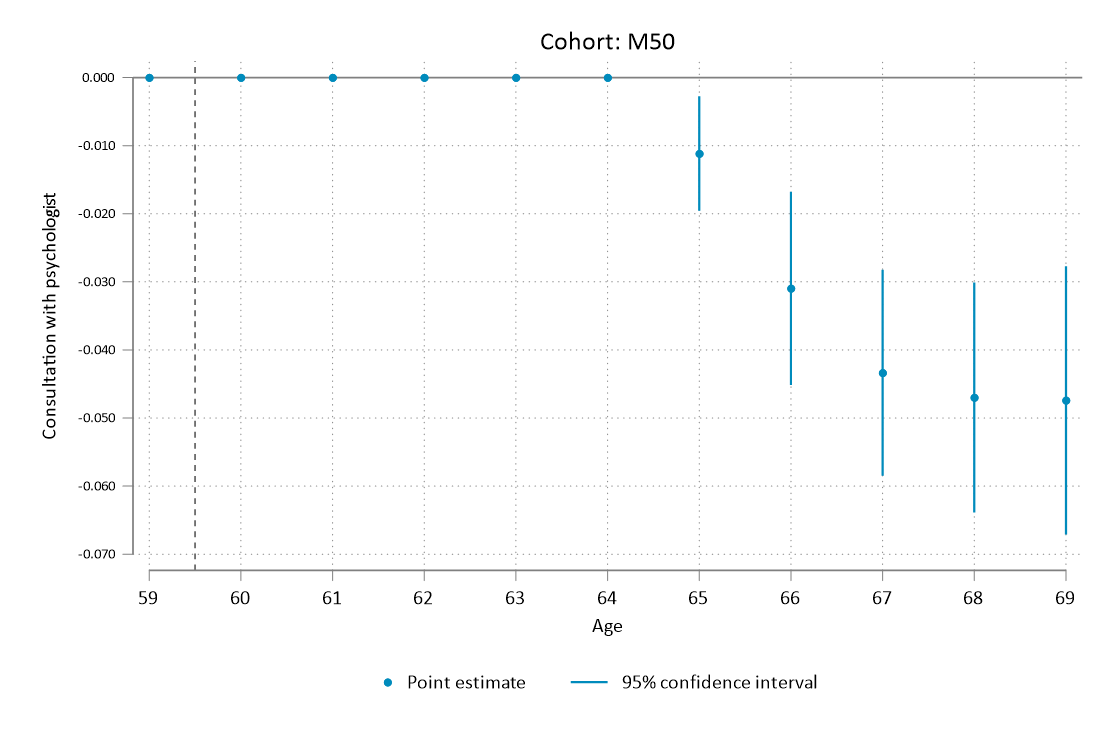 Cohort: M50
0.000
-0.010
-0.020
-0.030
-0.040
-0.050
-0.060
-0.070
Consultation with psychologist
59 60 61 62 63 64 65 66 67 68 69
Age
Point estimate 95% confidence interval